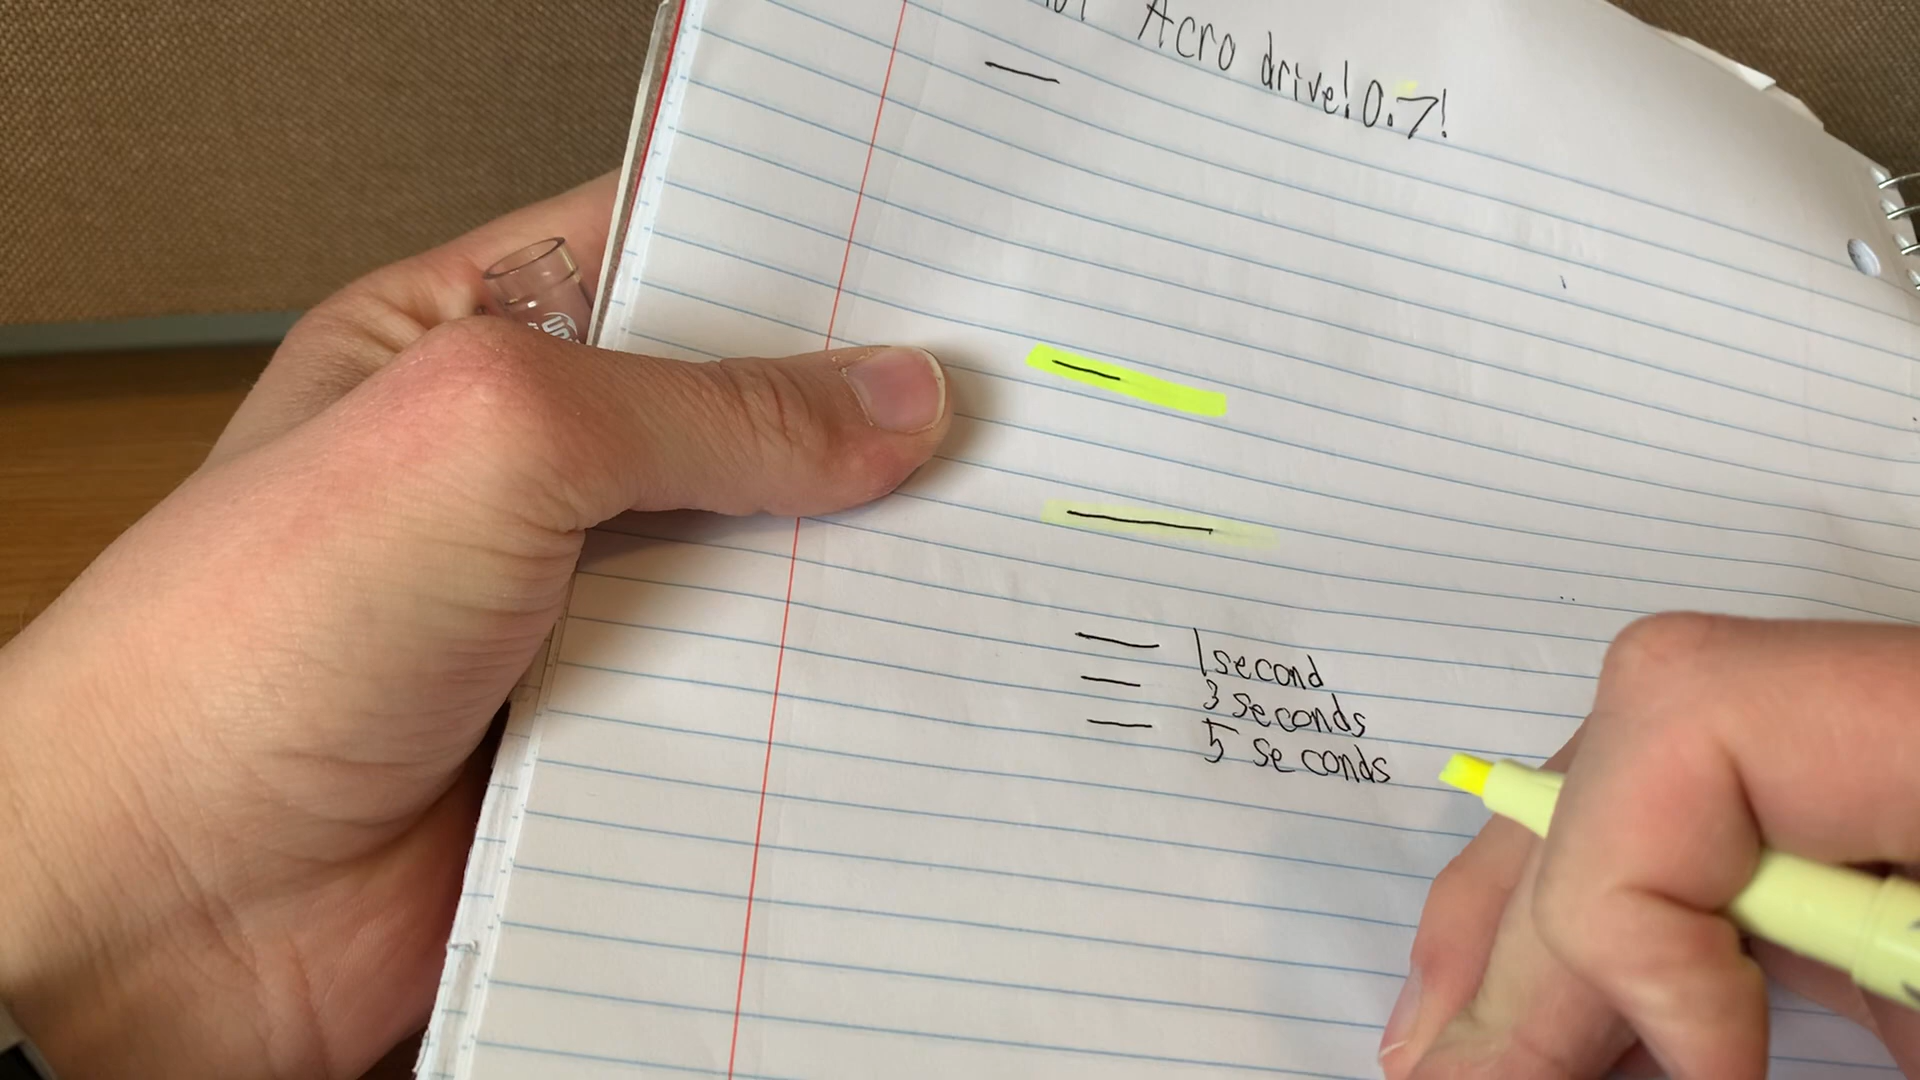 Acro drive! 0.7!
1 second
3 seconds
5 seconds